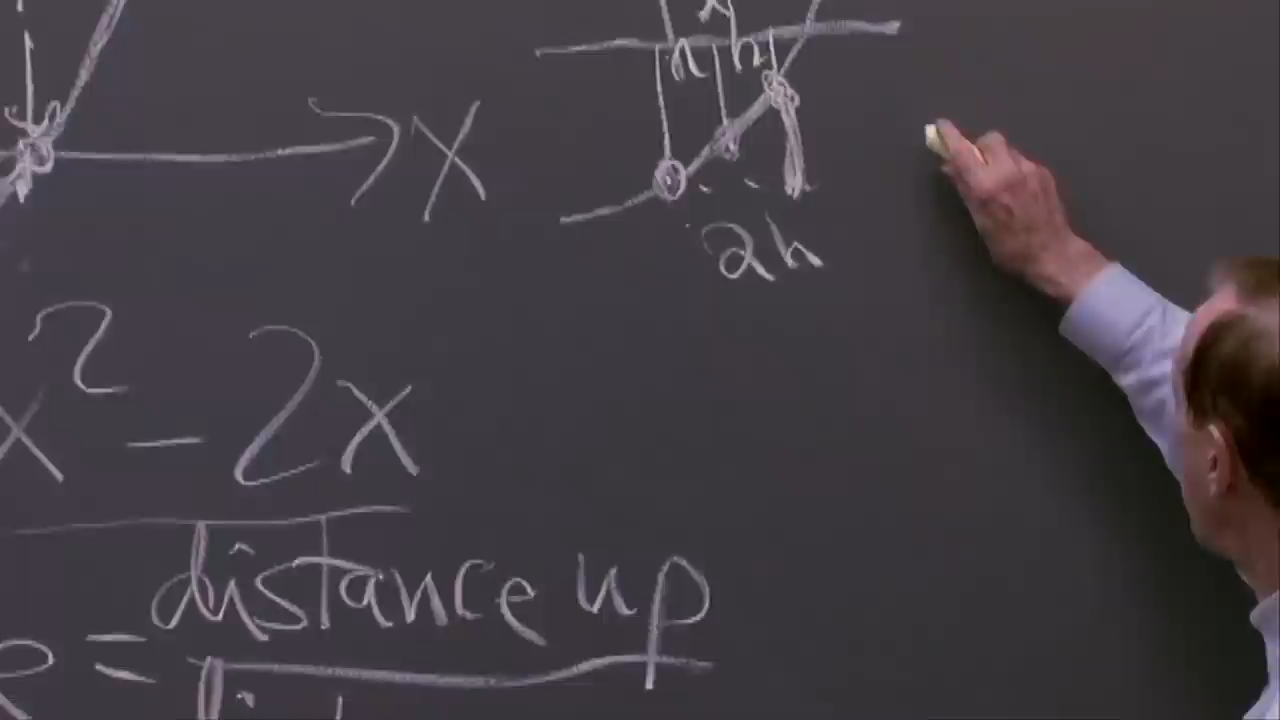 x
h h
2h
x² - 2x
distance up
e =